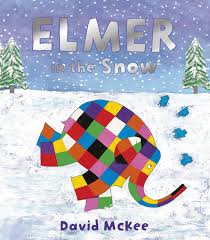 ELMER
in the Snow
David McKee